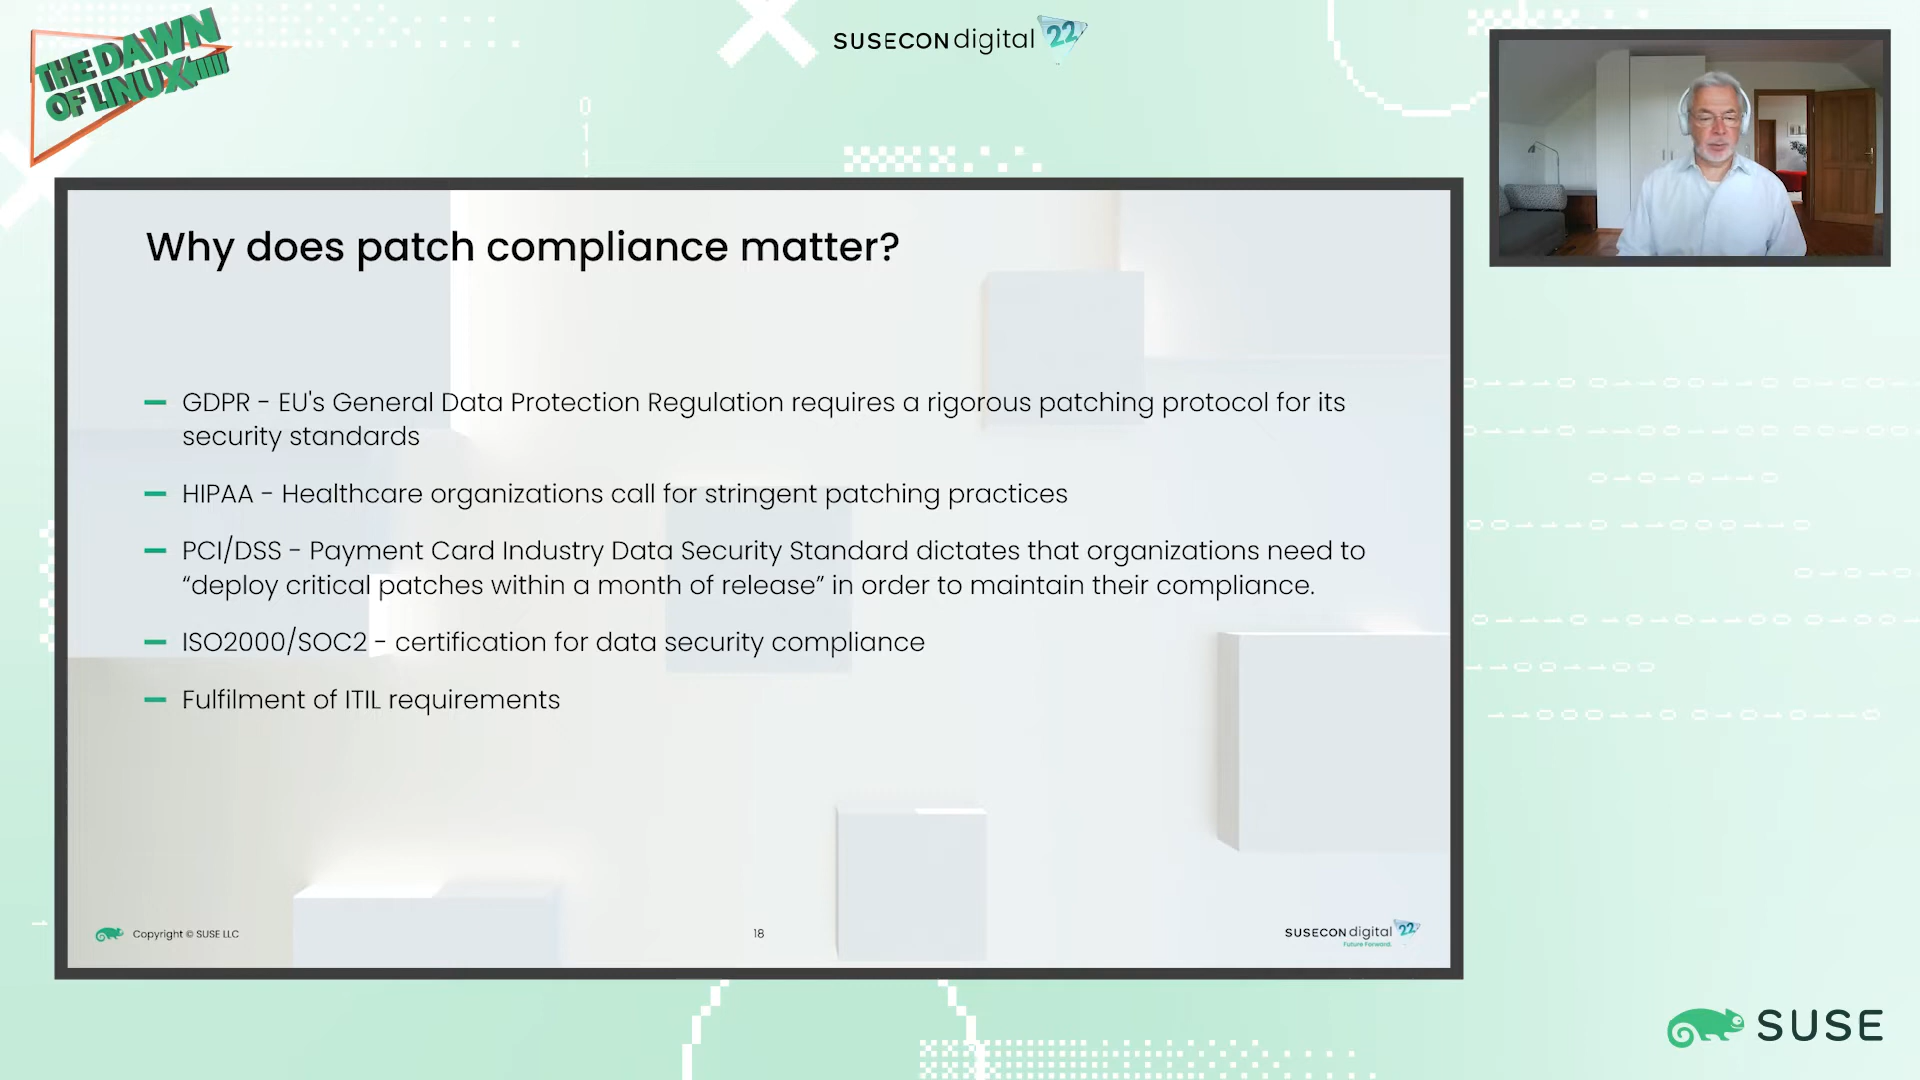 THE DAWN
OF LINUX
SUSECON digital 22
0
1
1
Why does patch compliance matter?
GDPR - EU's General Data Protection Regulation requires a rigorous patching protocol for its
security standards
HIPAA - Healthcare organizations call for stringent patching practices
PCI/DSS - Payment Card Industry Data Security Standard dictates that organizations need to
“deploy critical patches within a month of release” in order to maintain their compliance.
ISO2000/SOC2 - certification for data security compliance
Fulfilment of ITIL requirements
Copyright © SUSE LLC
18
SUSECON digital 22
Future Forward.
SUSE